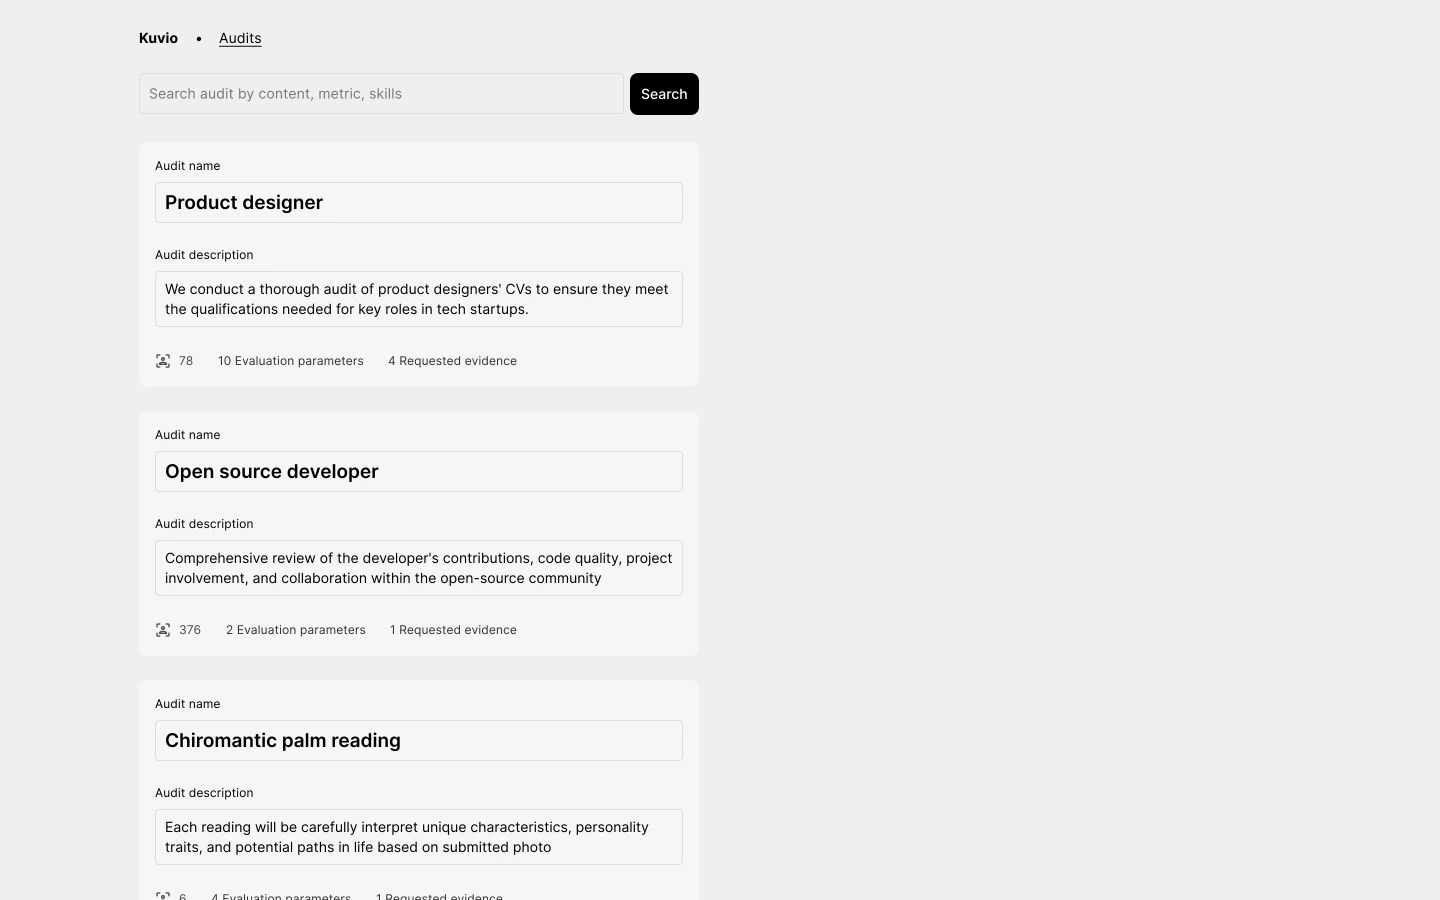 Kuvio • Audits
Search audit by content, metric, skills
Search
Audit name
Product designer
Audit description
We conduct a thorough audit of product designers' CVs to ensure they meet
the qualifications needed for key roles in tech startups.
78 10 Evaluation parameters 4 Requested evidence
Audit name
Open source developer
Audit description
Comprehensive review of the developer's contributions, code quality, project
involvement, and collaboration within the open-source community
376 2 Evaluation parameters 1 Requested evidence
Audit name
Chiromantic palm reading
Audit description
Each reading will be carefully interpret unique characteristics, personality
traits, and potential paths in life based on submitted photo
6 4 Evaluation parameters 1 Requested evidence